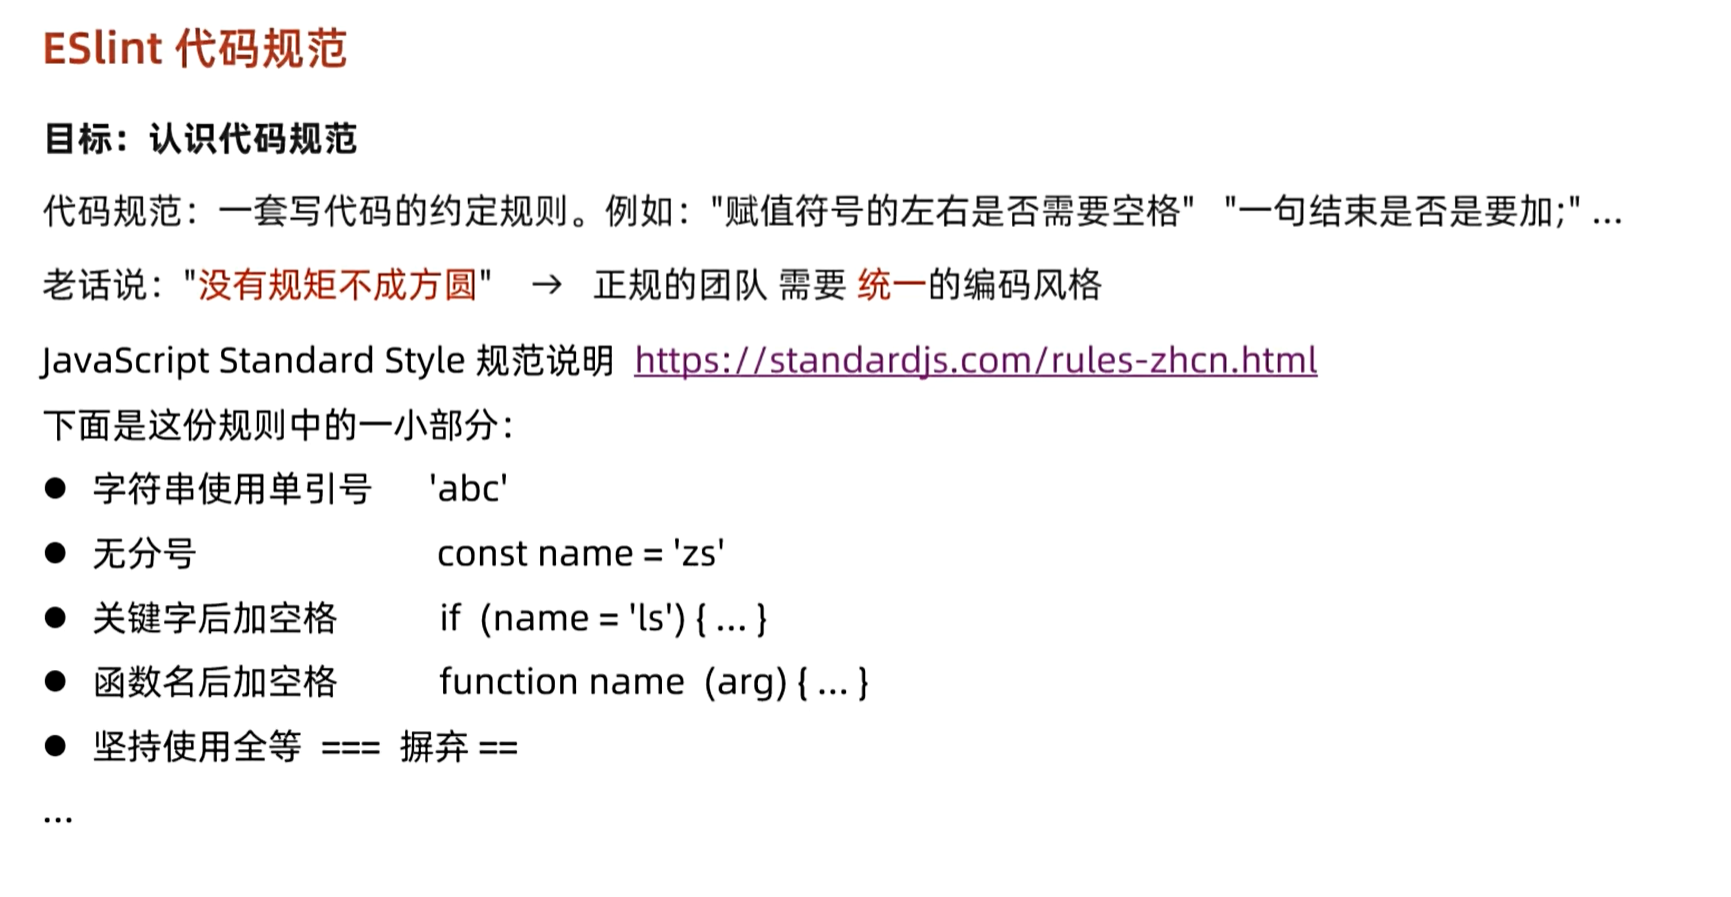 ESlint 代码规范
目标：认识代码规范
代码规范：一套写代码的约定规则。例如："赋值符号的左右是否需要空格" "一句结束是否是要加;" ...
老话说："没有规矩不成方圆" → 正规的团队 需要 统一的编码风格
JavaScript Standard Style 规范说明 https://standardjs.com/rules-zhcn.html
下面是这份规则中的一小部分：
● 字符串使用单引号 'abc'
● 无分号 const name = 'zs'
● 关键字后加空格 if (name = 'ls') { ... }
● 函数名后加空格 function name (arg) { ... }
● 坚持使用全等 === 摒弃 ==
...